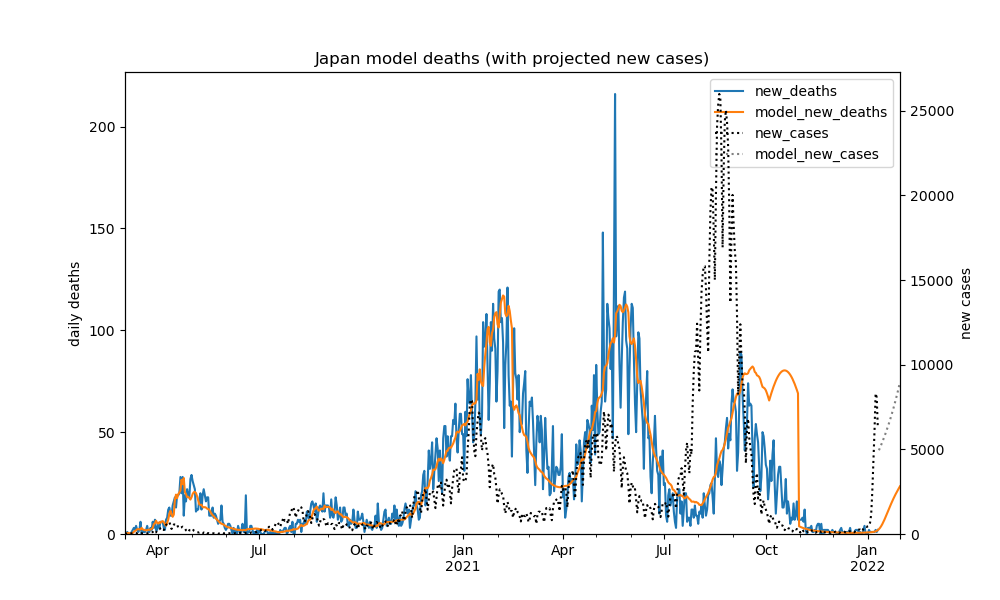 Japan model deaths (with projected new cases)
new_deaths
model_new_deaths
new_cases
model_new_cases
daily deaths
200
150
100
50
0
new cases
25000
20000
15000
10000
5000
0
Apr
Jul
Oct
Jan
2021
Apr
Jul
Oct
Jan
2022